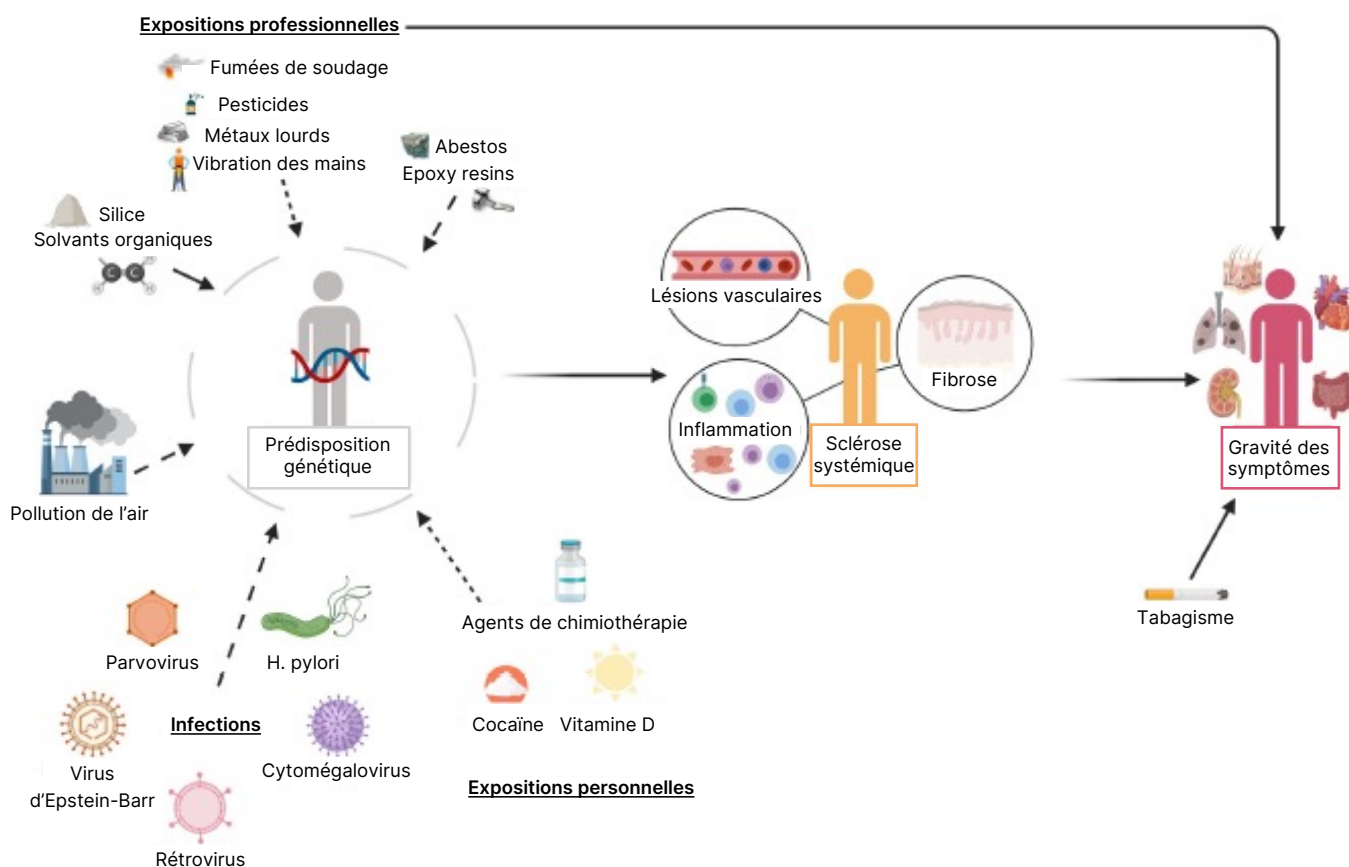 Expositions professionnelles
Fumées de soudage
Pesticides
Métaux lourds
Vibration des mains
Abestos
Epoxy resins
Silice
Solvants organiques
C C
Lésions vasculaires
Fibrose
Inflammation
Sclérose
systémique
Prédisposition
génétique
Gravité des
symptômes
Pollution de l’air
Agents de chimiothérapie
Tabagisme
Parvovirus
H. pylori
Cocaïne
Vitamine D
Infections
Cytomégalovirus
Virus
d’Epstein-Barr
Expositions personnelles
Rétrovirus